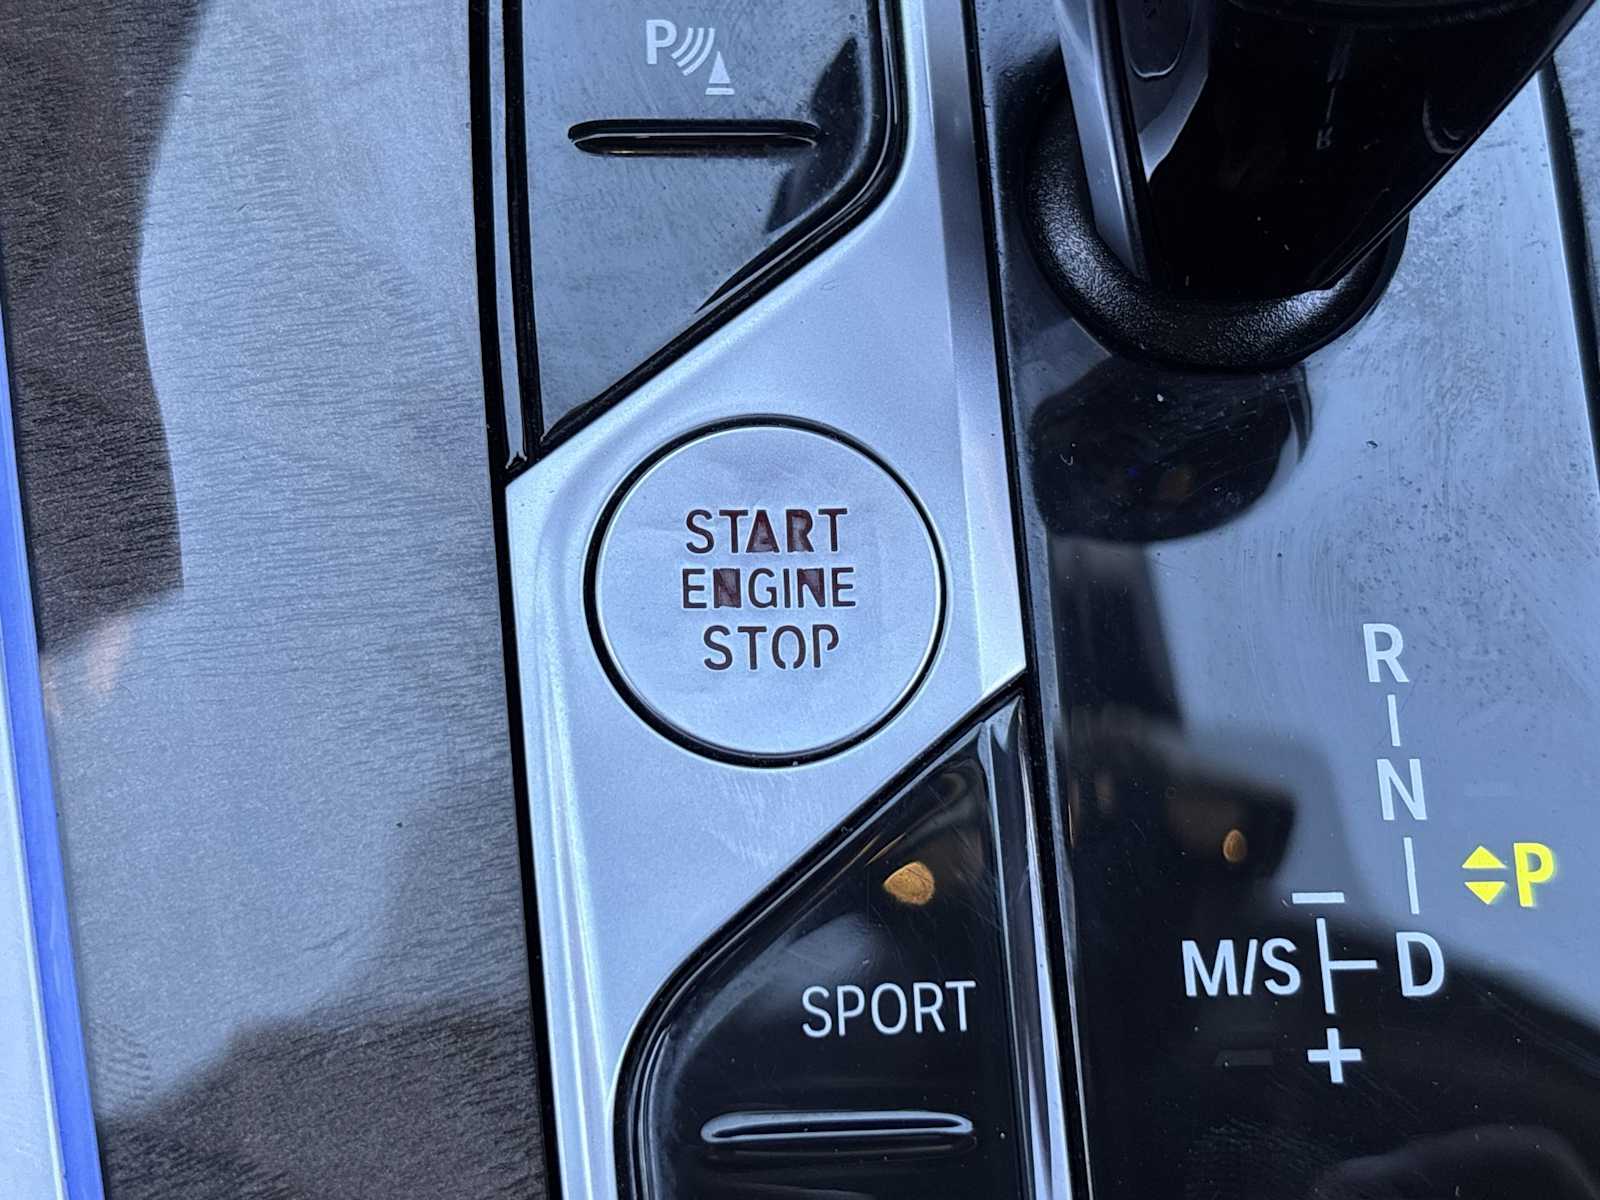 P
START
ENGINE
STOP
SPORT
R
N
P
M/S D
+